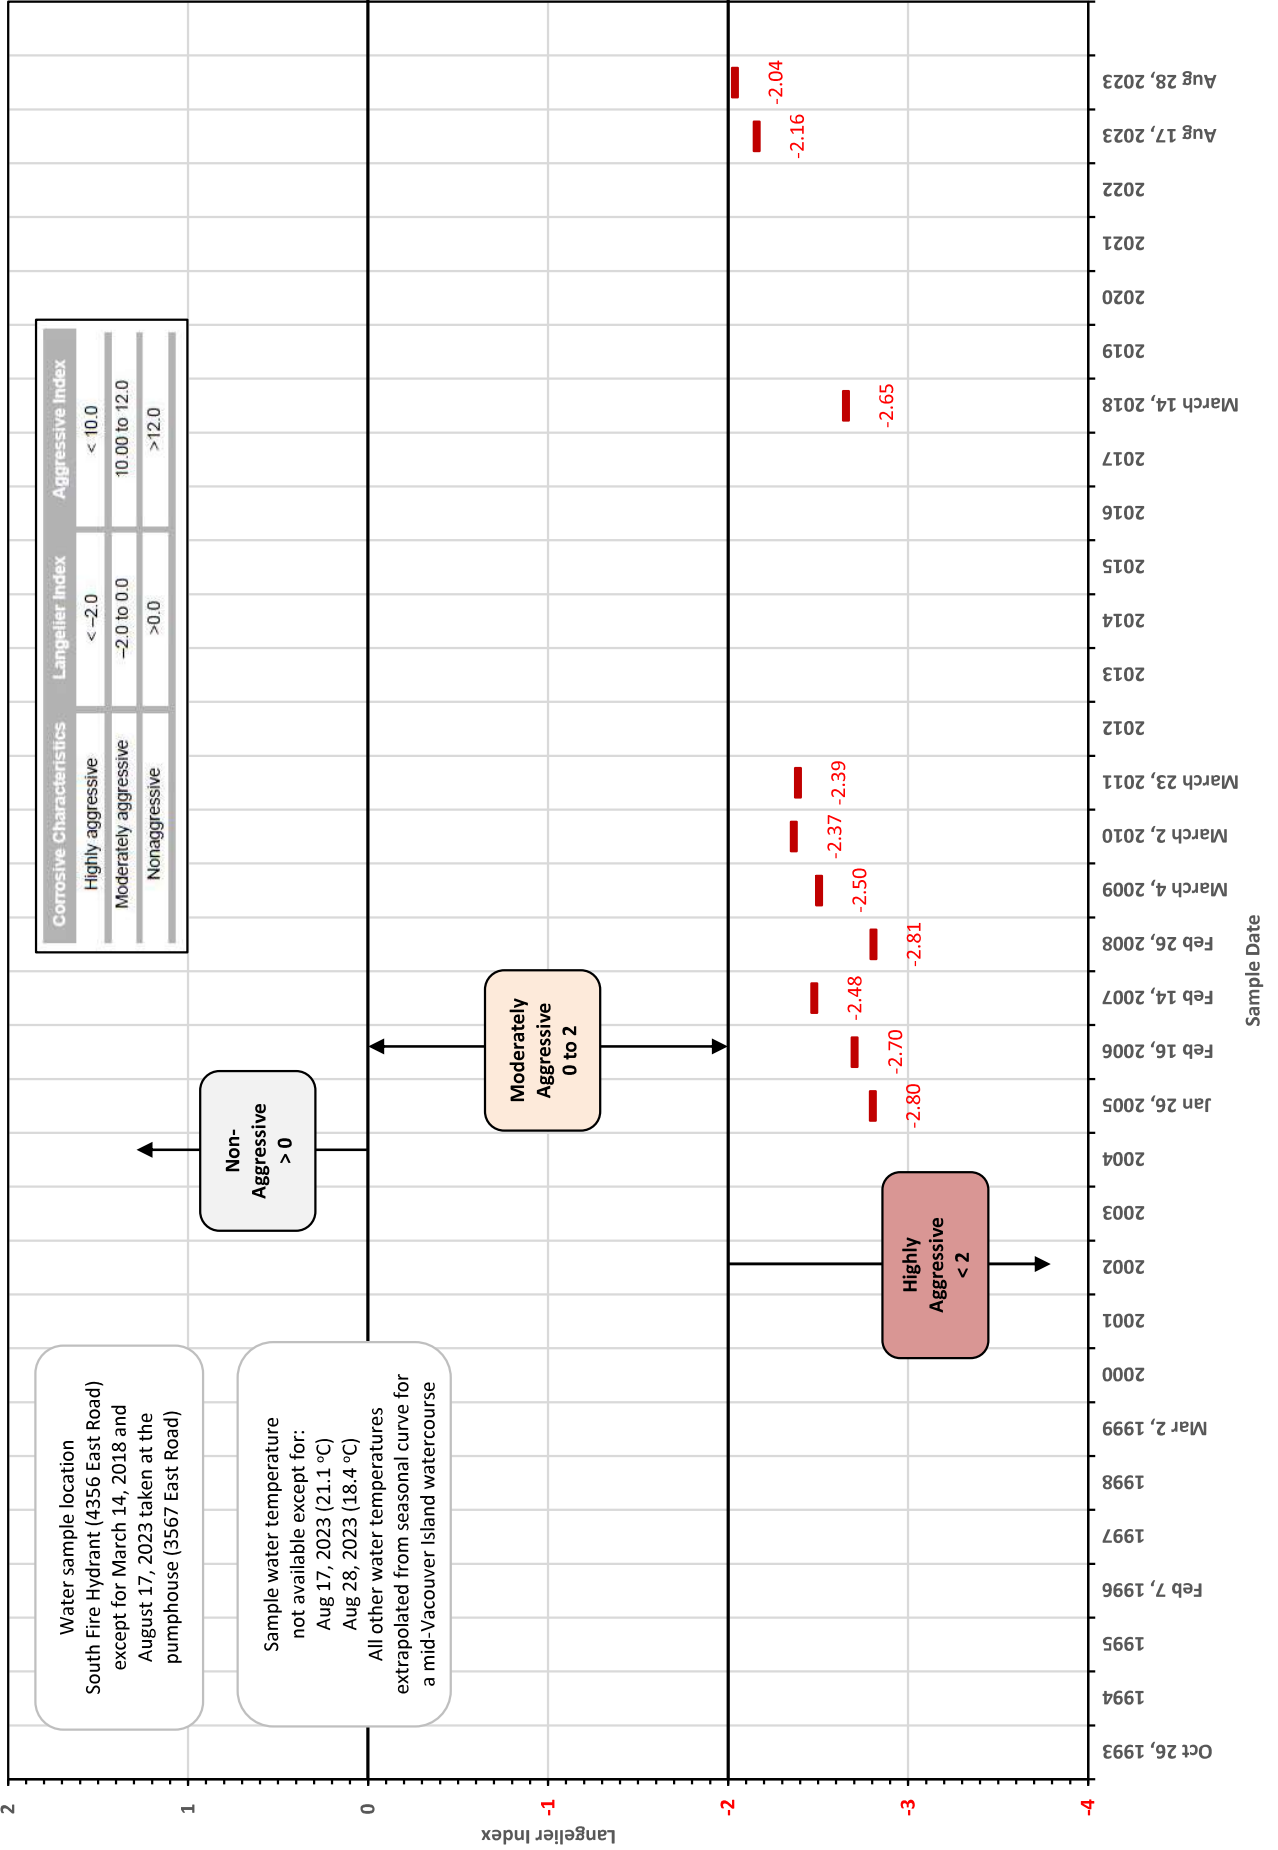 Water sample location
South Fire Hydrant (4356 East Road)
except for March 14, 2018 and
August 17, 2023 taken at the
pumphouse (3567 East Road)
Sample water temperature
not available except for:
Aug 17, 2023 (21.1 ºC)
Aug 28, 2023 (18.4 ºC)
All other water temperatures
extrapolated from seasonal curve for
a mid-Vacouver Island watercourse
Corrosive Characteristics Langelier Index Aggressive Index
Highly aggressive < –2.0 < 10.0
Moderately aggressive –2.0 to 0.0 10.00 to 12.0
Nonaggressive >0.0 >12.0
Non-
Aggressive
> 0
Moderately
Aggressive
0 to 2
Highly
Aggressive
< 2
2
1
0
-1
-2
-3
-4
Langelier Index
-2.80
-2.70
-2.48
-2.81
-2.50
-2.37
-2.39
-2.65
-2.16
-2.04
Oct 26, 1993
1994
1995
Feb 7, 1996
1997
1998
Mar 2, 1999
2000
2001
2002
2003
2004
Jan 26, 2005
Feb 16, 2006
Feb 14, 2007
Feb 26, 2008
March 4, 2009
March 2, 2010
March 23, 2011
2012
2013
2014
2015
2016
2017
March 14, 2018
2019
2020
2021
2022
Aug 17, 2023
Aug 28, 2023
Sample Date